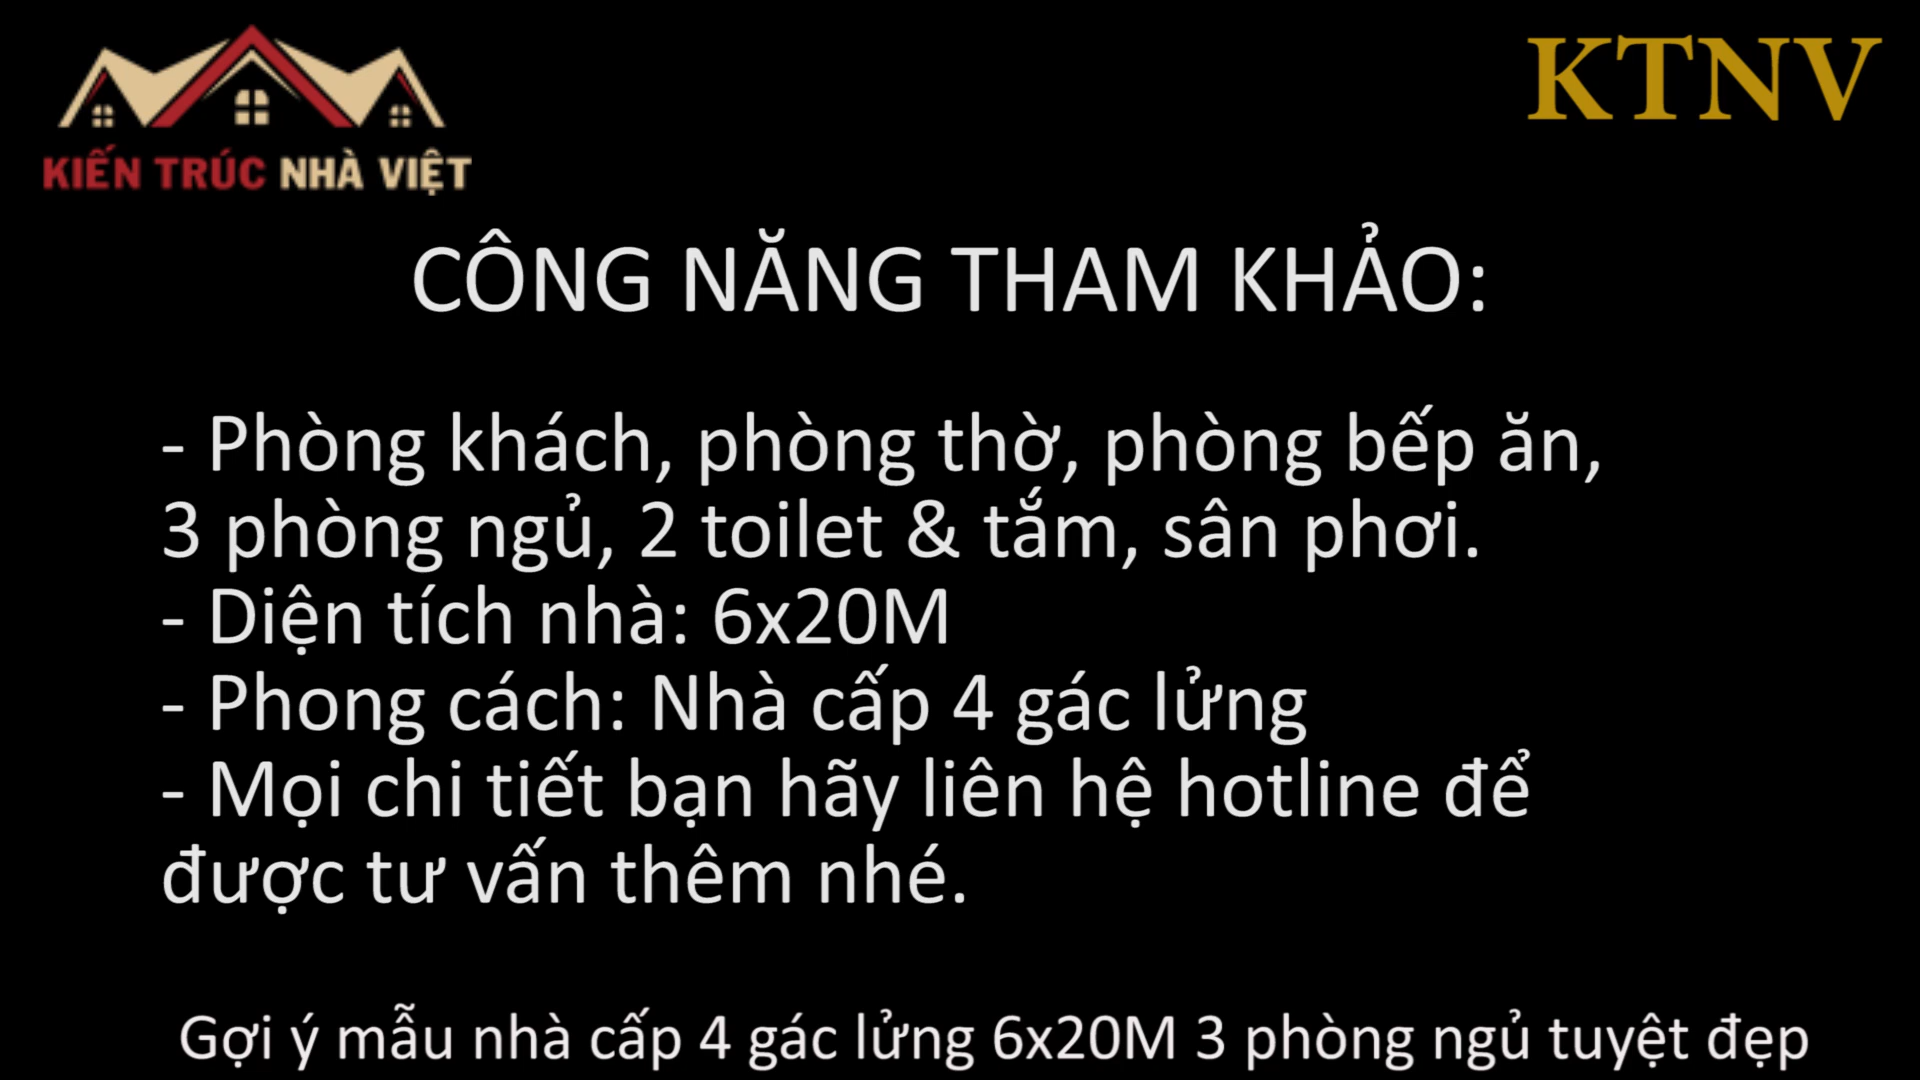 KIẾN TRÚC NHÀ VIỆT
KTNV
CÔNG NĂNG THAM KHẢO:
- Phòng khách, phòng thờ, phòng bếp ăn,
3 phòng ngủ, 2 toilet & tắm, sân phơi.
- Diện tích nhà: 6x20M
- Phong cách: Nhà cấp 4 gác lửng
- Mọi chi tiết bạn hãy liên hệ hotline để
được tư vấn thêm nhé.
Gợi ý mẫu nhà cấp 4 gác lửng 6x20M 3 phòng ngủ tuyệt đẹp